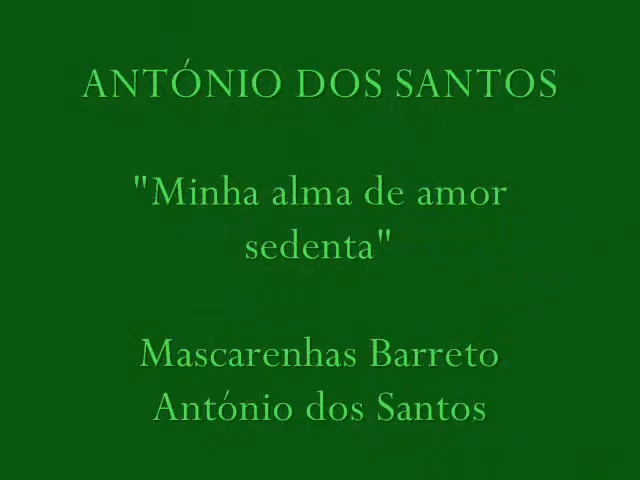 ANTÓNIO DOS SANTOS
"Minha alma de amor
sedenta"
Mascarenhas Barreto
António dos Santos